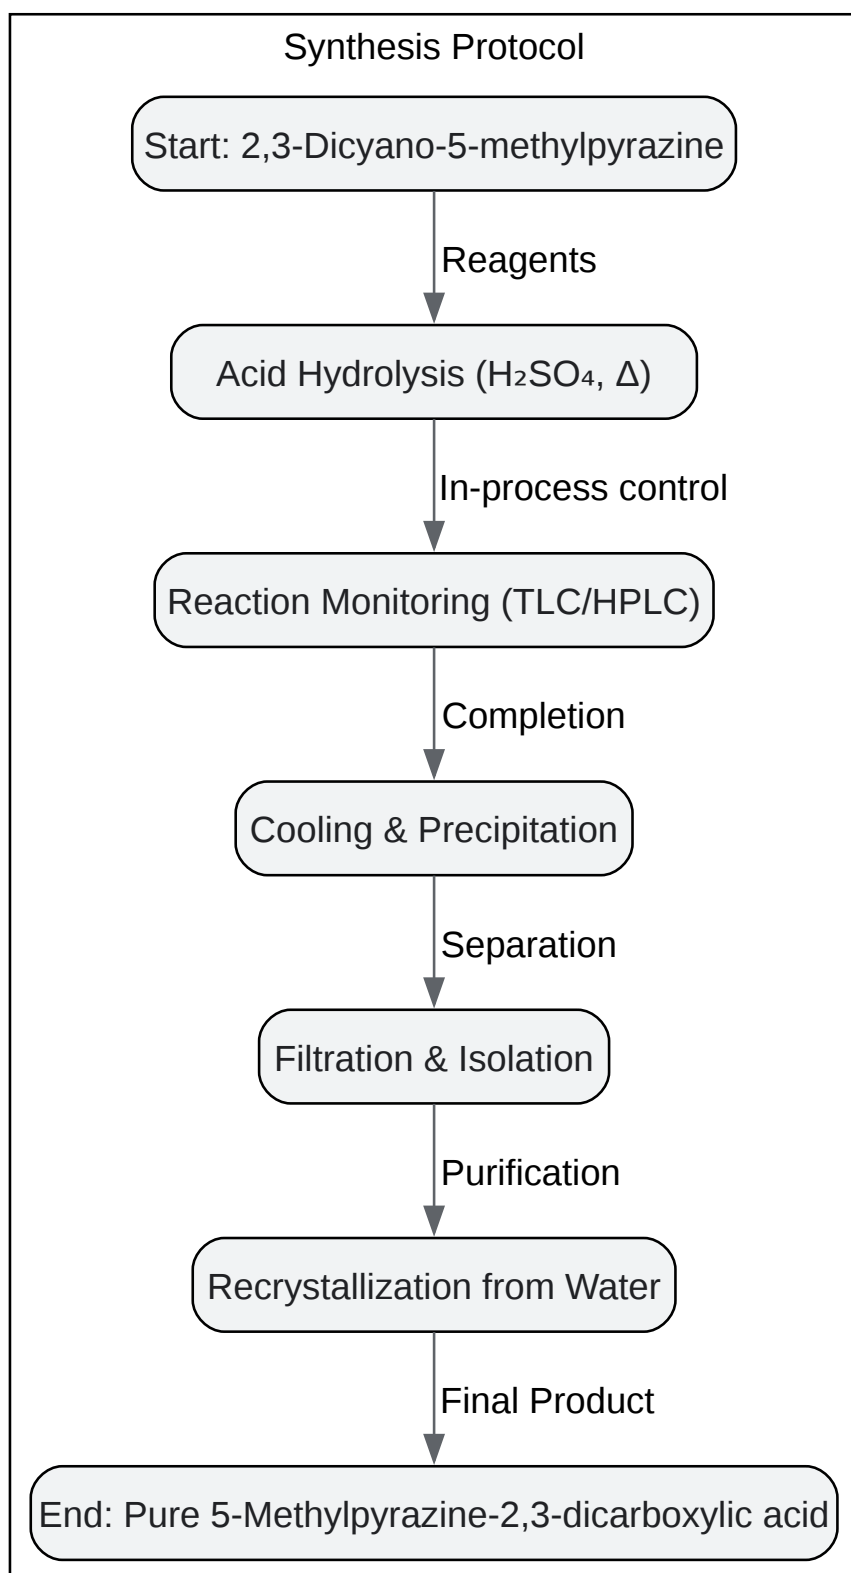 Synthesis Protocol
Start: 2,3-Dicyano-5-methylpyrazine
Reagents
Acid Hydrolysis (H₂SO₄, Δ)
In-process control
Reaction Monitoring (TLC/HPLC)
Completion
Cooling & Precipitation
Separation
Filtration & Isolation
Purification
Recrystallization from Water
Final Product
End: Pure 5-Methylpyrazine-2,3-dicarboxylic acid